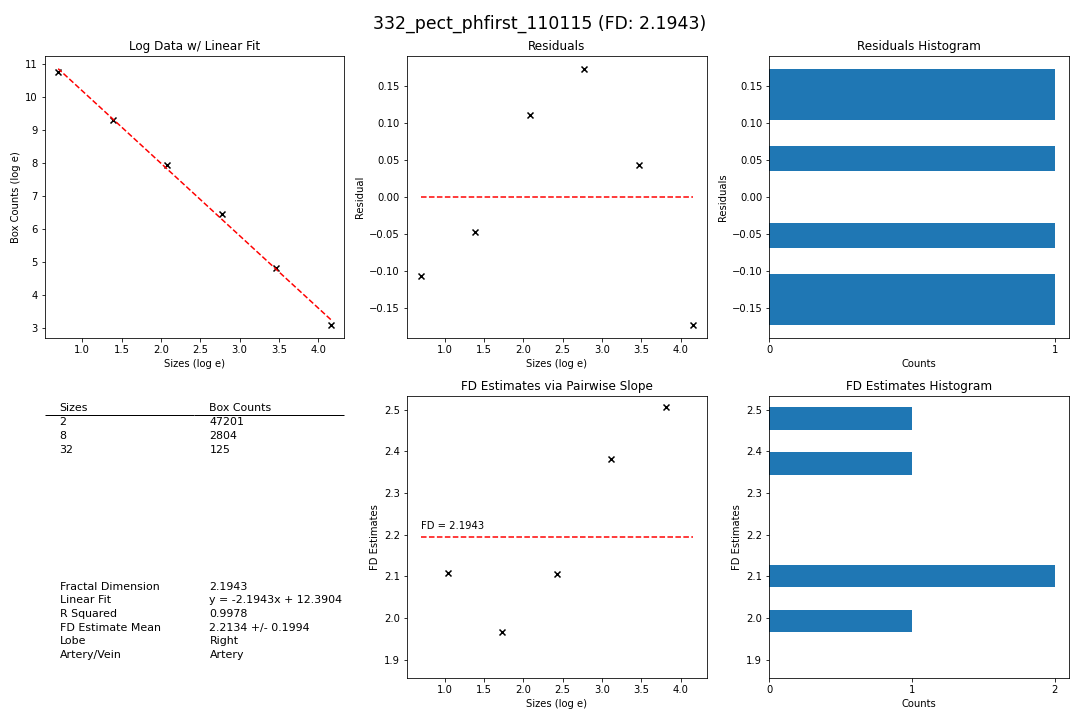 332_pect_phfirst_110115 (FD: 2.1943)
Log Data w/ Linear Fit
Box Counts (log e)
11
10
9
8
7
6
5
4
3
1.0 1.5 2.0 2.5 3.0 3.5 4.0
Sizes (log e)
Residuals
Residual
0.15
0.10
0.05
0.00
−0.05
−0.10
−0.15
1.0 1.5 2.0 2.5 3.0 3.5 4.0
Sizes (log e)
Residuals Histogram
Residuals
0.15
0.10
0.05
0.00
−0.05
−0.10
−0.15
0 1
Counts
Sizes Box Counts
2 47201
8 2804
32 125
Fractal Dimension 2.1943
Linear Fit y = -2.1943x + 12.3904
R Squared 0.9978
FD Estimate Mean 2.2134 +/- 0.1994
Lobe Right
Artery/Vein Artery
FD Estimates via Pairwise Slope
FD Estimates
2.5
2.4
2.3
2.2
2.1
2.0
1.9
FD = 2.1943
1.0 1.5 2.0 2.5 3.0 3.5 4.0
Sizes (log e)
FD Estimates Histogram
FD Estimates
2.5
2.4
2.3
2.2
2.1
2.0
1.9
0 1 2
Counts